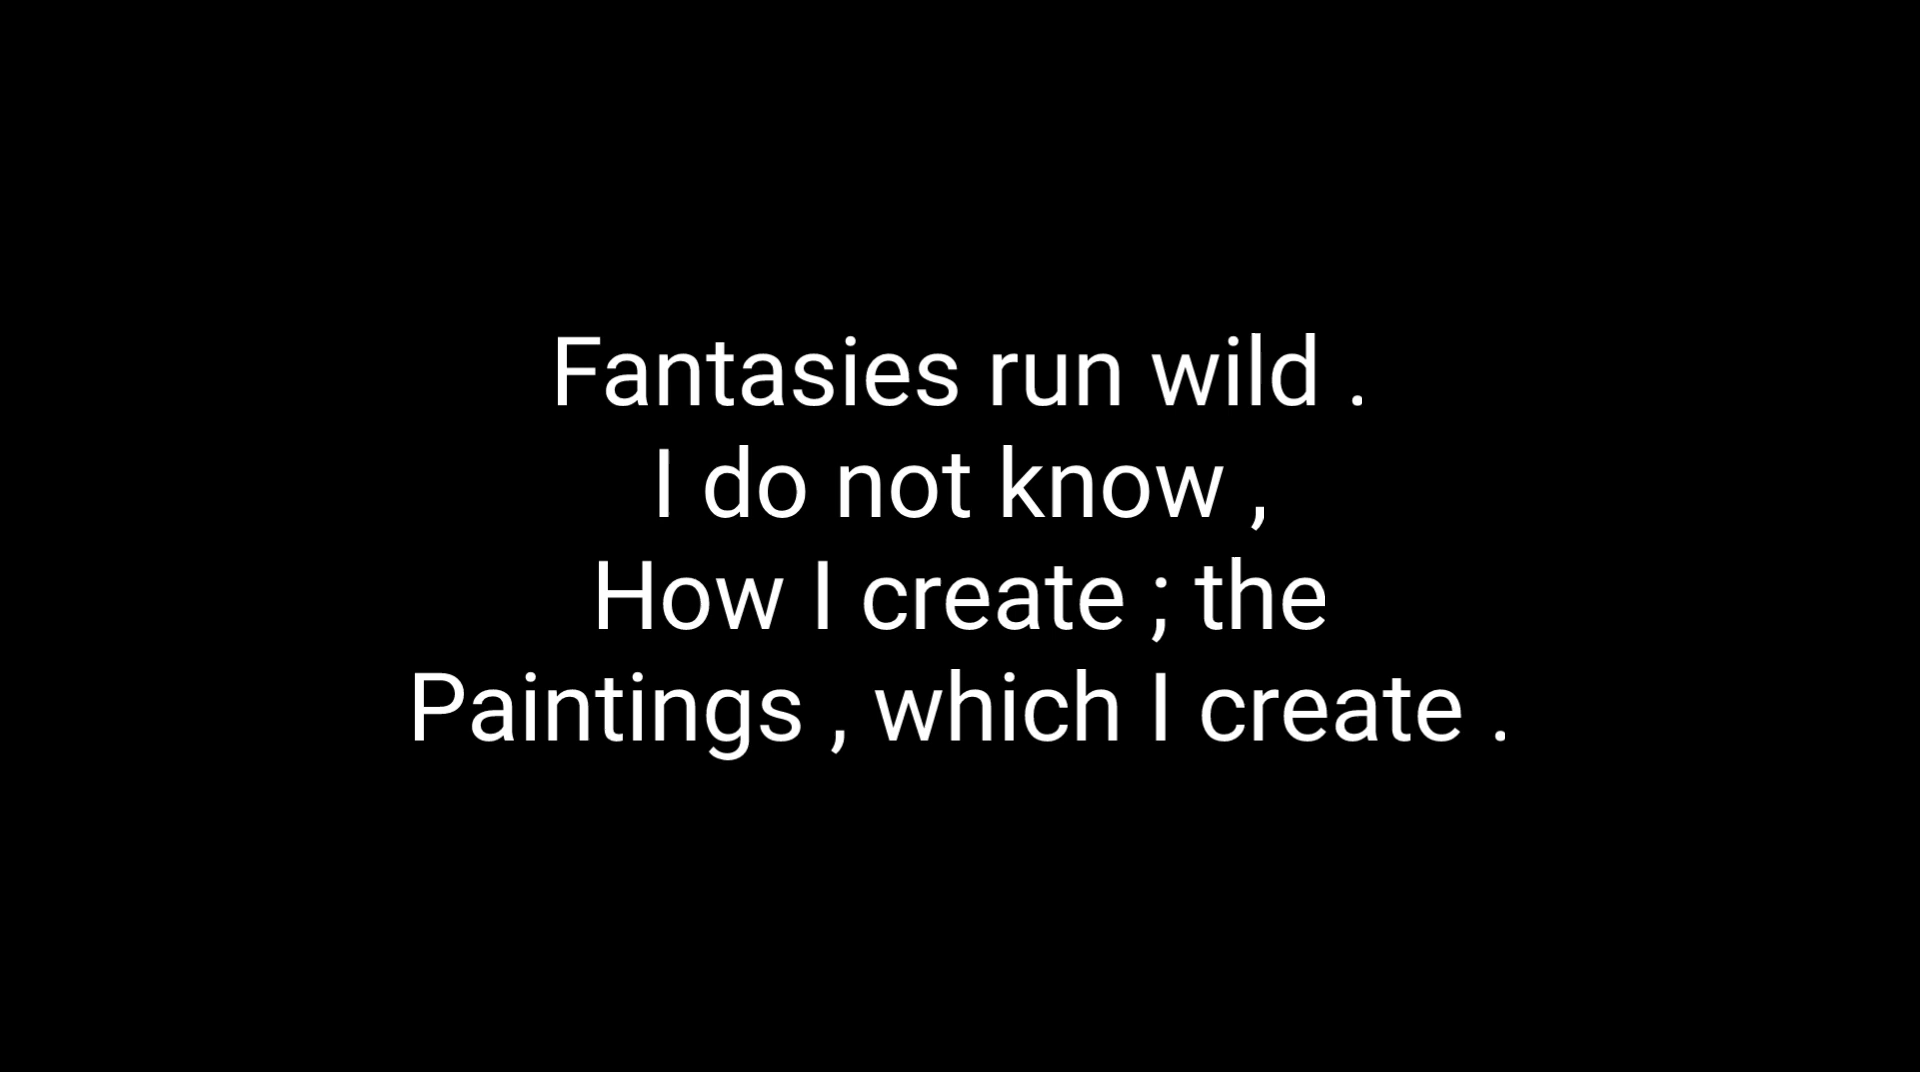 Fantasies run wild .
I do not know ,
How I create ; the
Paintings , which I create .